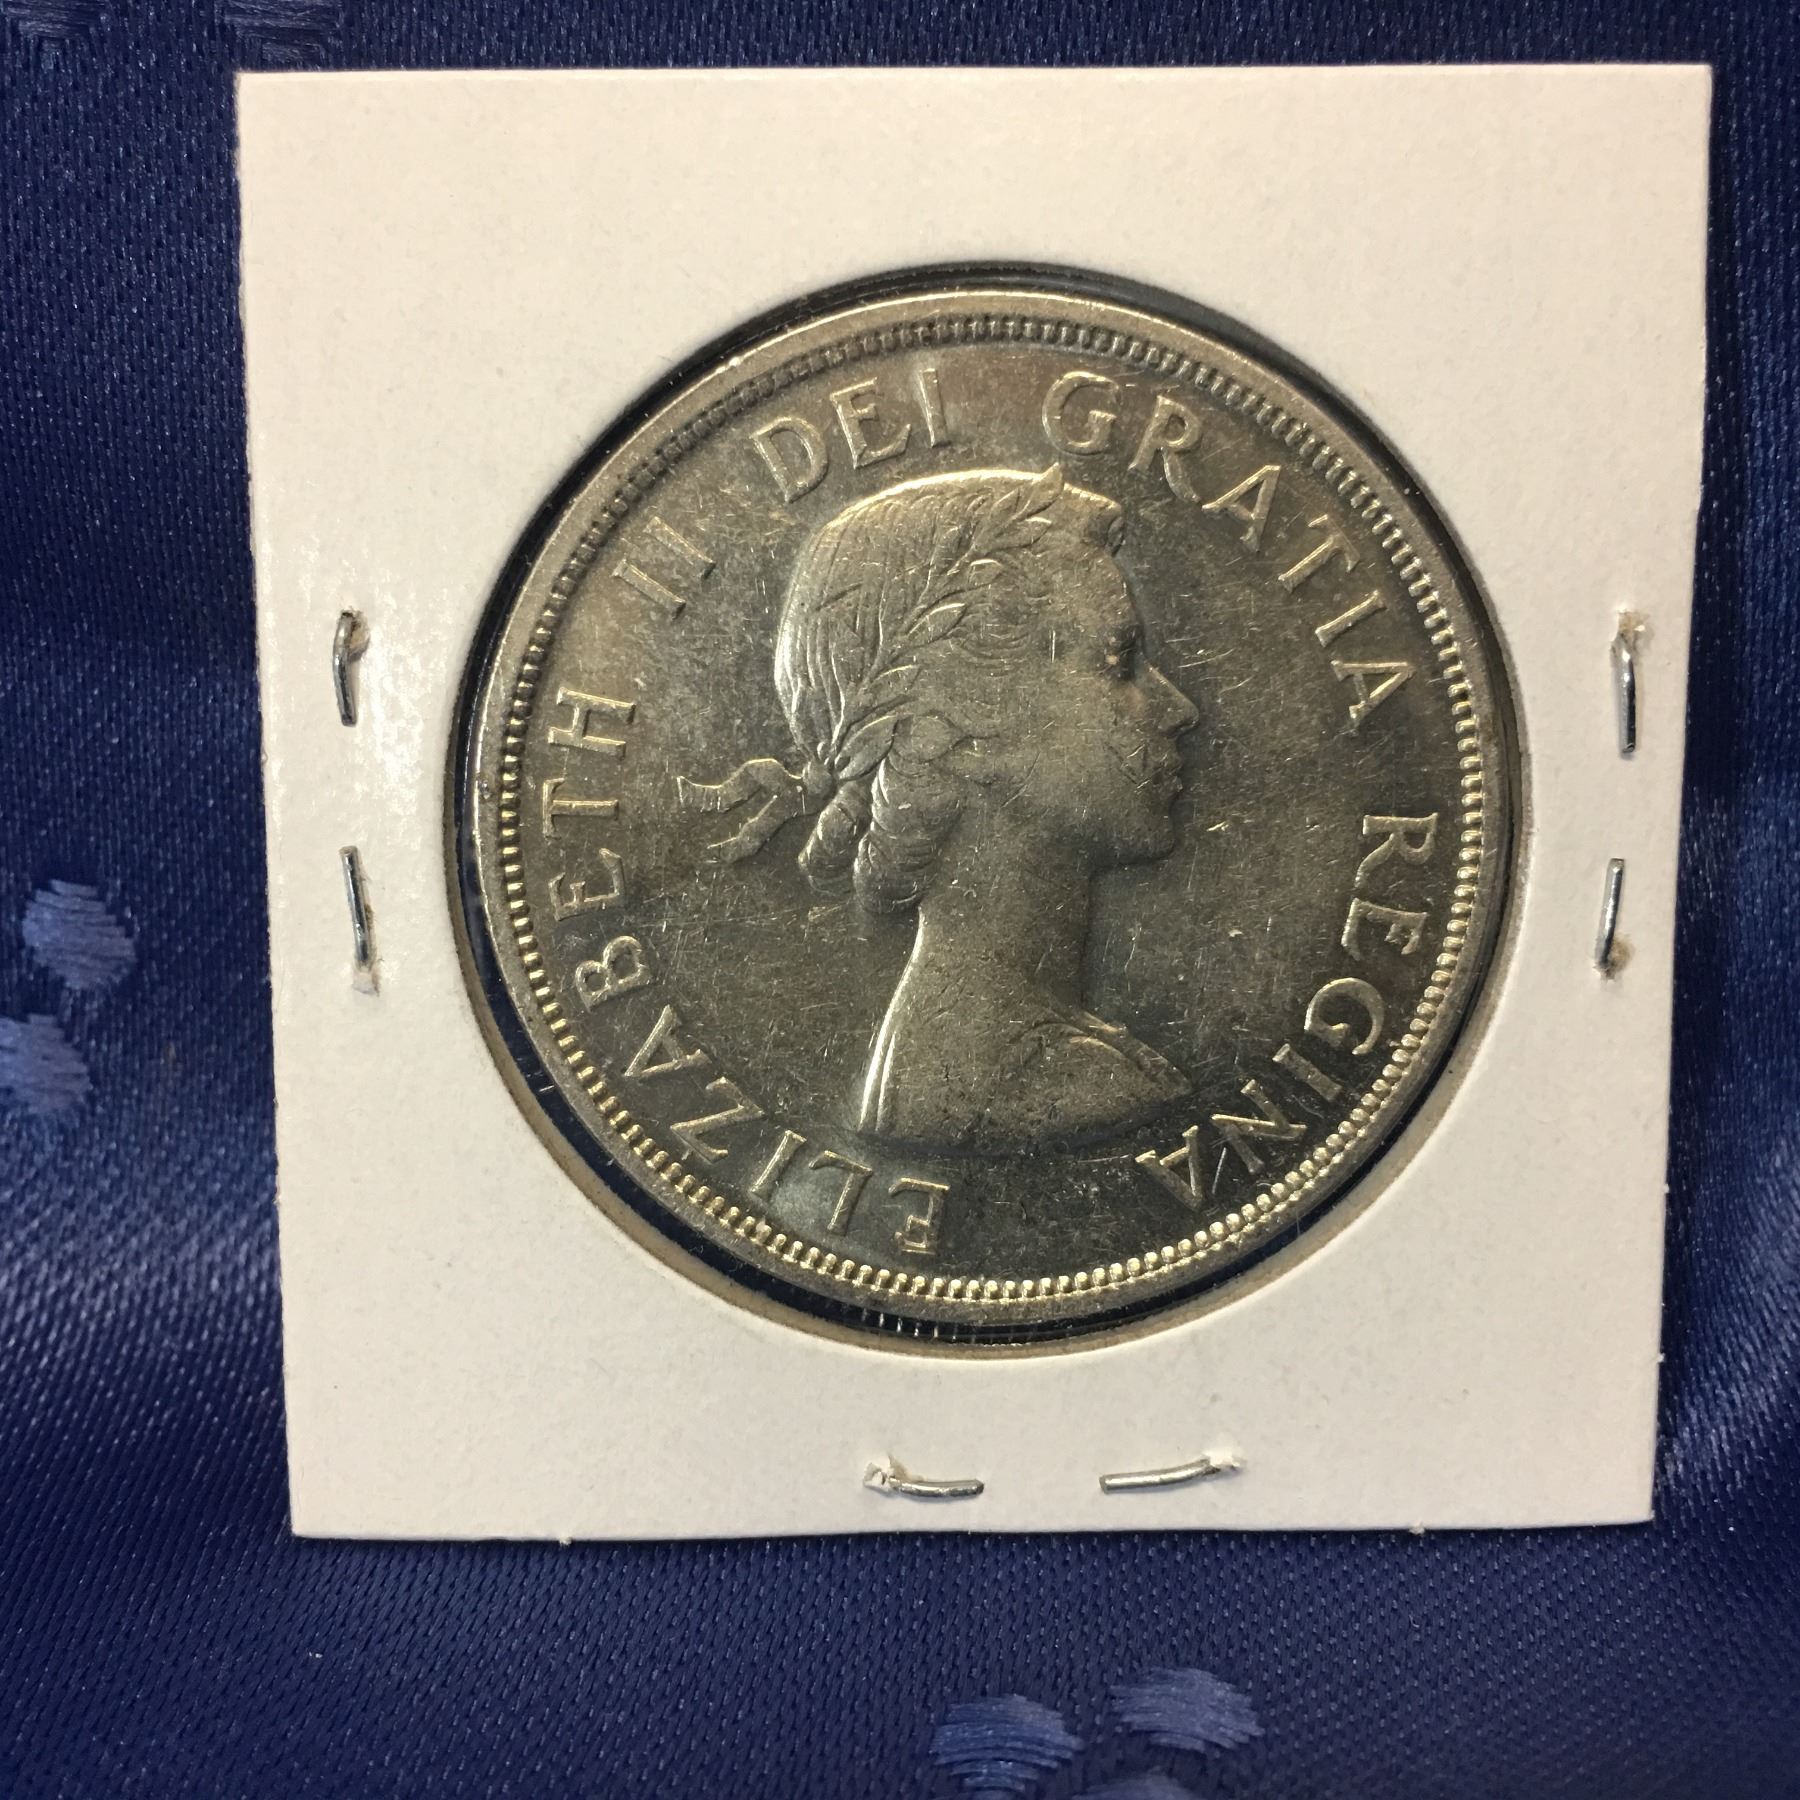 ELIZABETH II DEI GRATIA REGINA